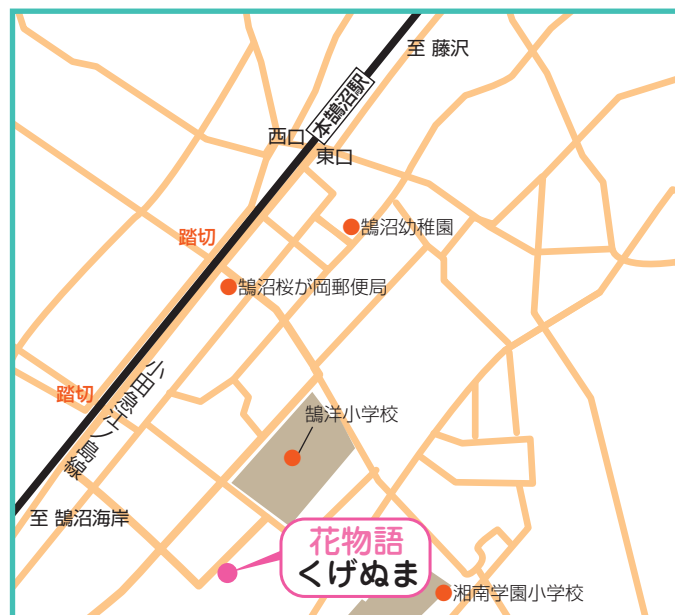 至 藤沢
本鵠沼駅
西口
東口
鵠沼幼稚園
踏切
鵠沼桜が岡郵便局
小田急江ノ島線
踏切
鵠洋小学校
至 鵠沼海岸
花物語
くげぬま
湘南学園小学校